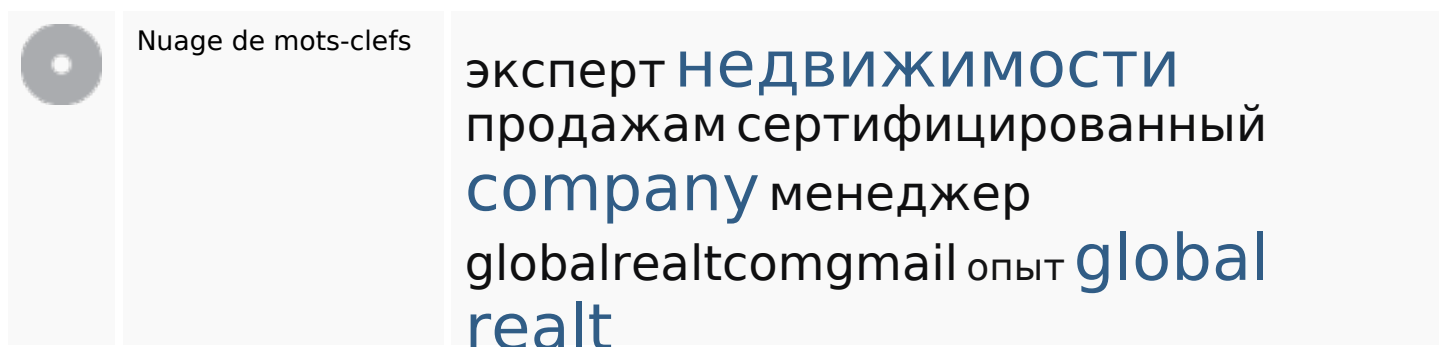 Nuage de mots-clefs
эксперт недвижимости
продажам сертифицированный
company менеджер
globalrealtcomgmail опыт global
realt